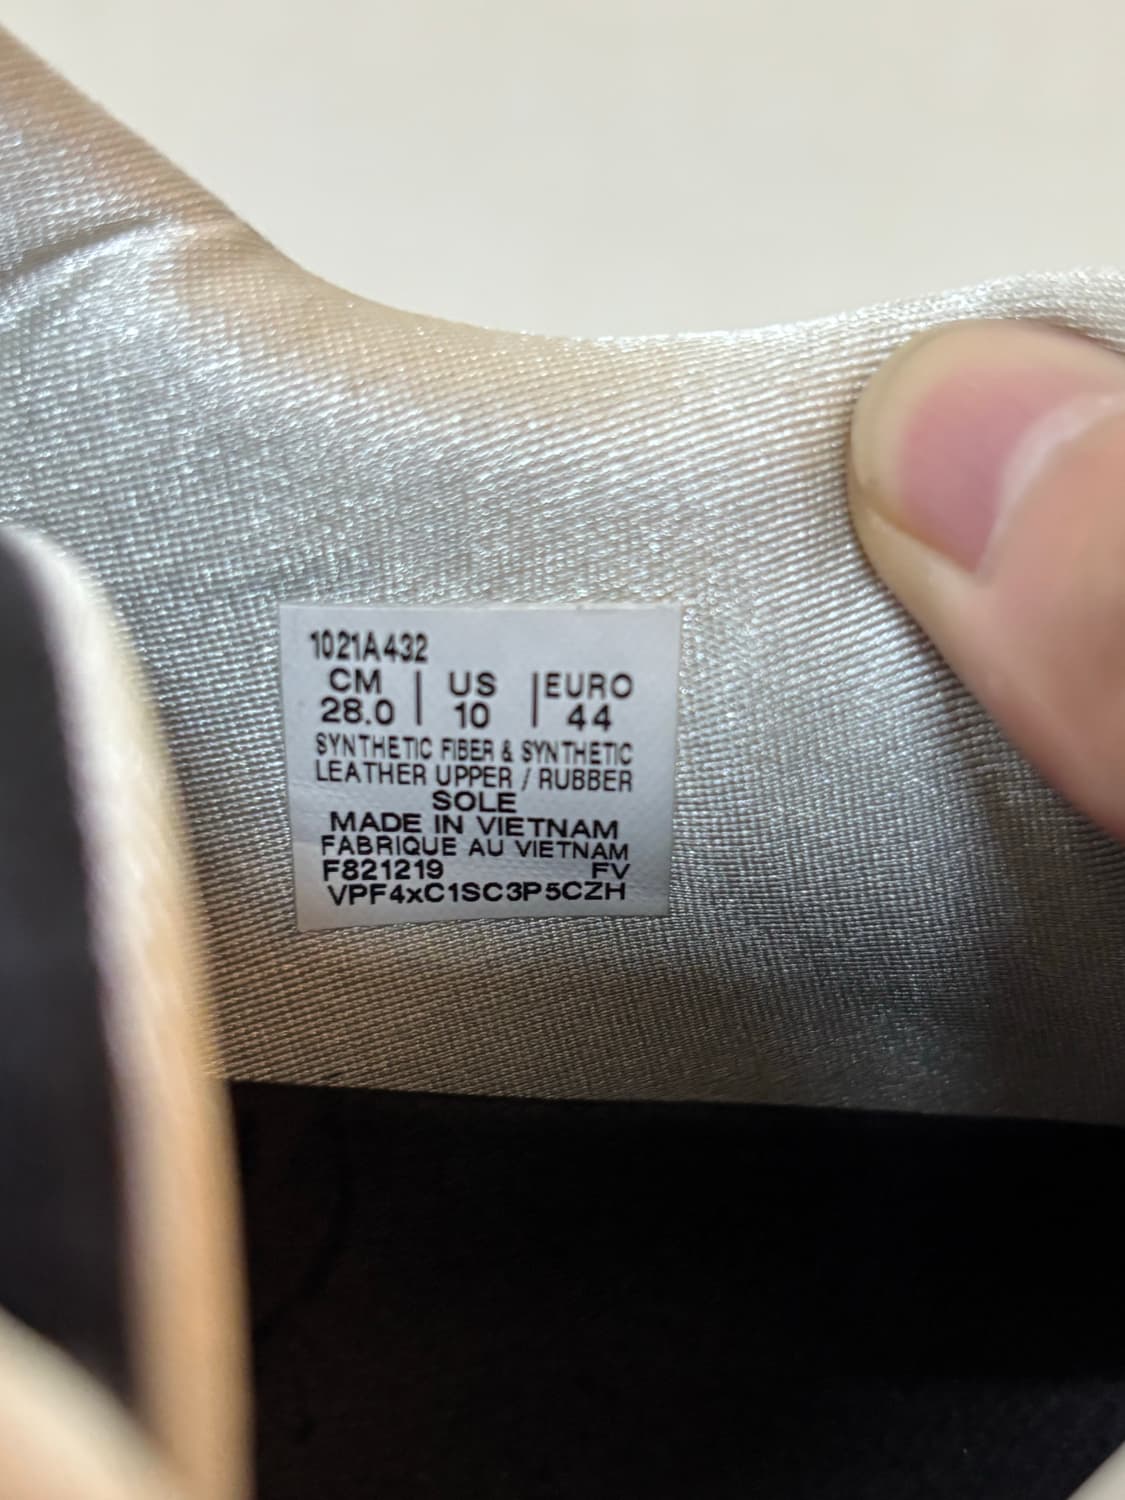 1021A432
CM | US | EURO
28.0 | 10 | 44
SYNTHETIC FIBER & SYNTHETIC
LEATHER UPPER / RUBBER
SOLE
MADE IN VIETNAM
FABRIQUE AU VIETNAM
F821219 FV
VPF4xC1SC3P5CZH